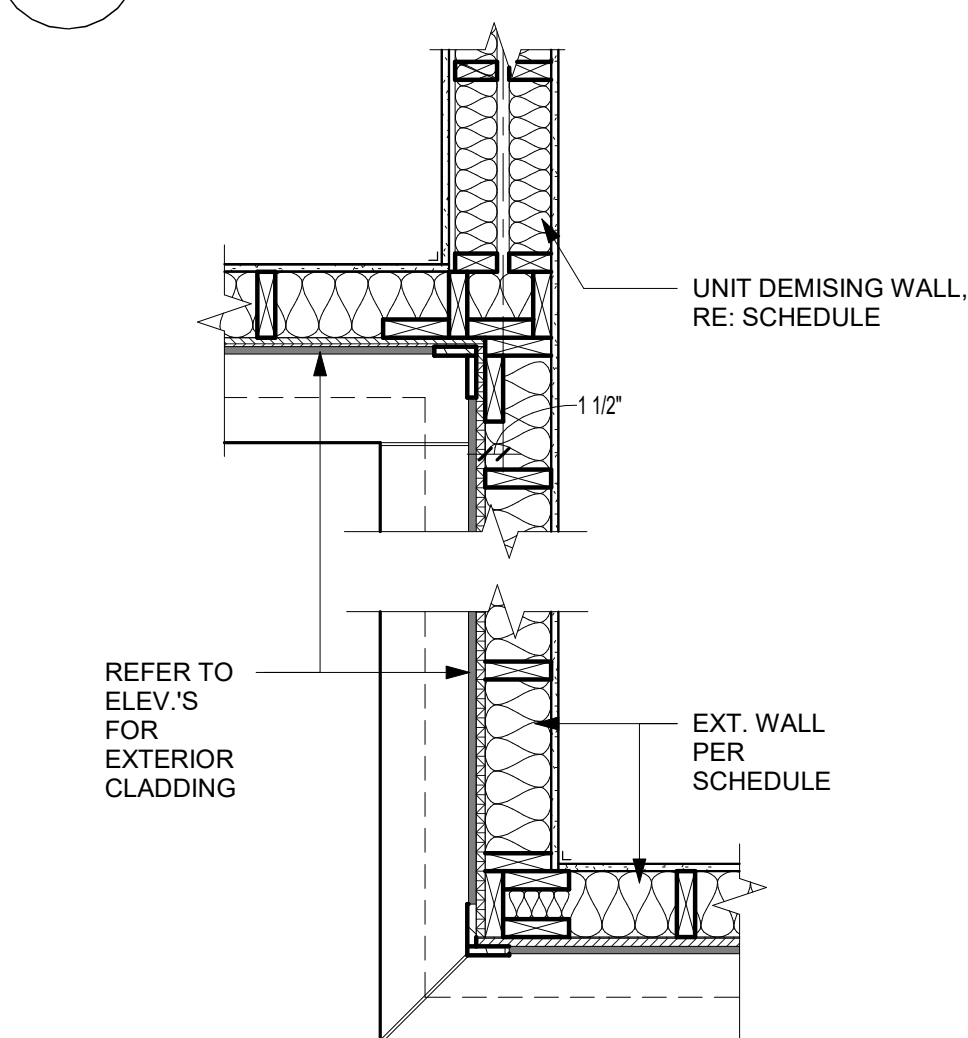 UNIT DEMISING WALL,
RE: SCHEDULE
1 1/2"
REFER TO
ELEV.'S
FOR
EXTERIOR
CLADDING
EXT. WALL
PER
SCHEDULE